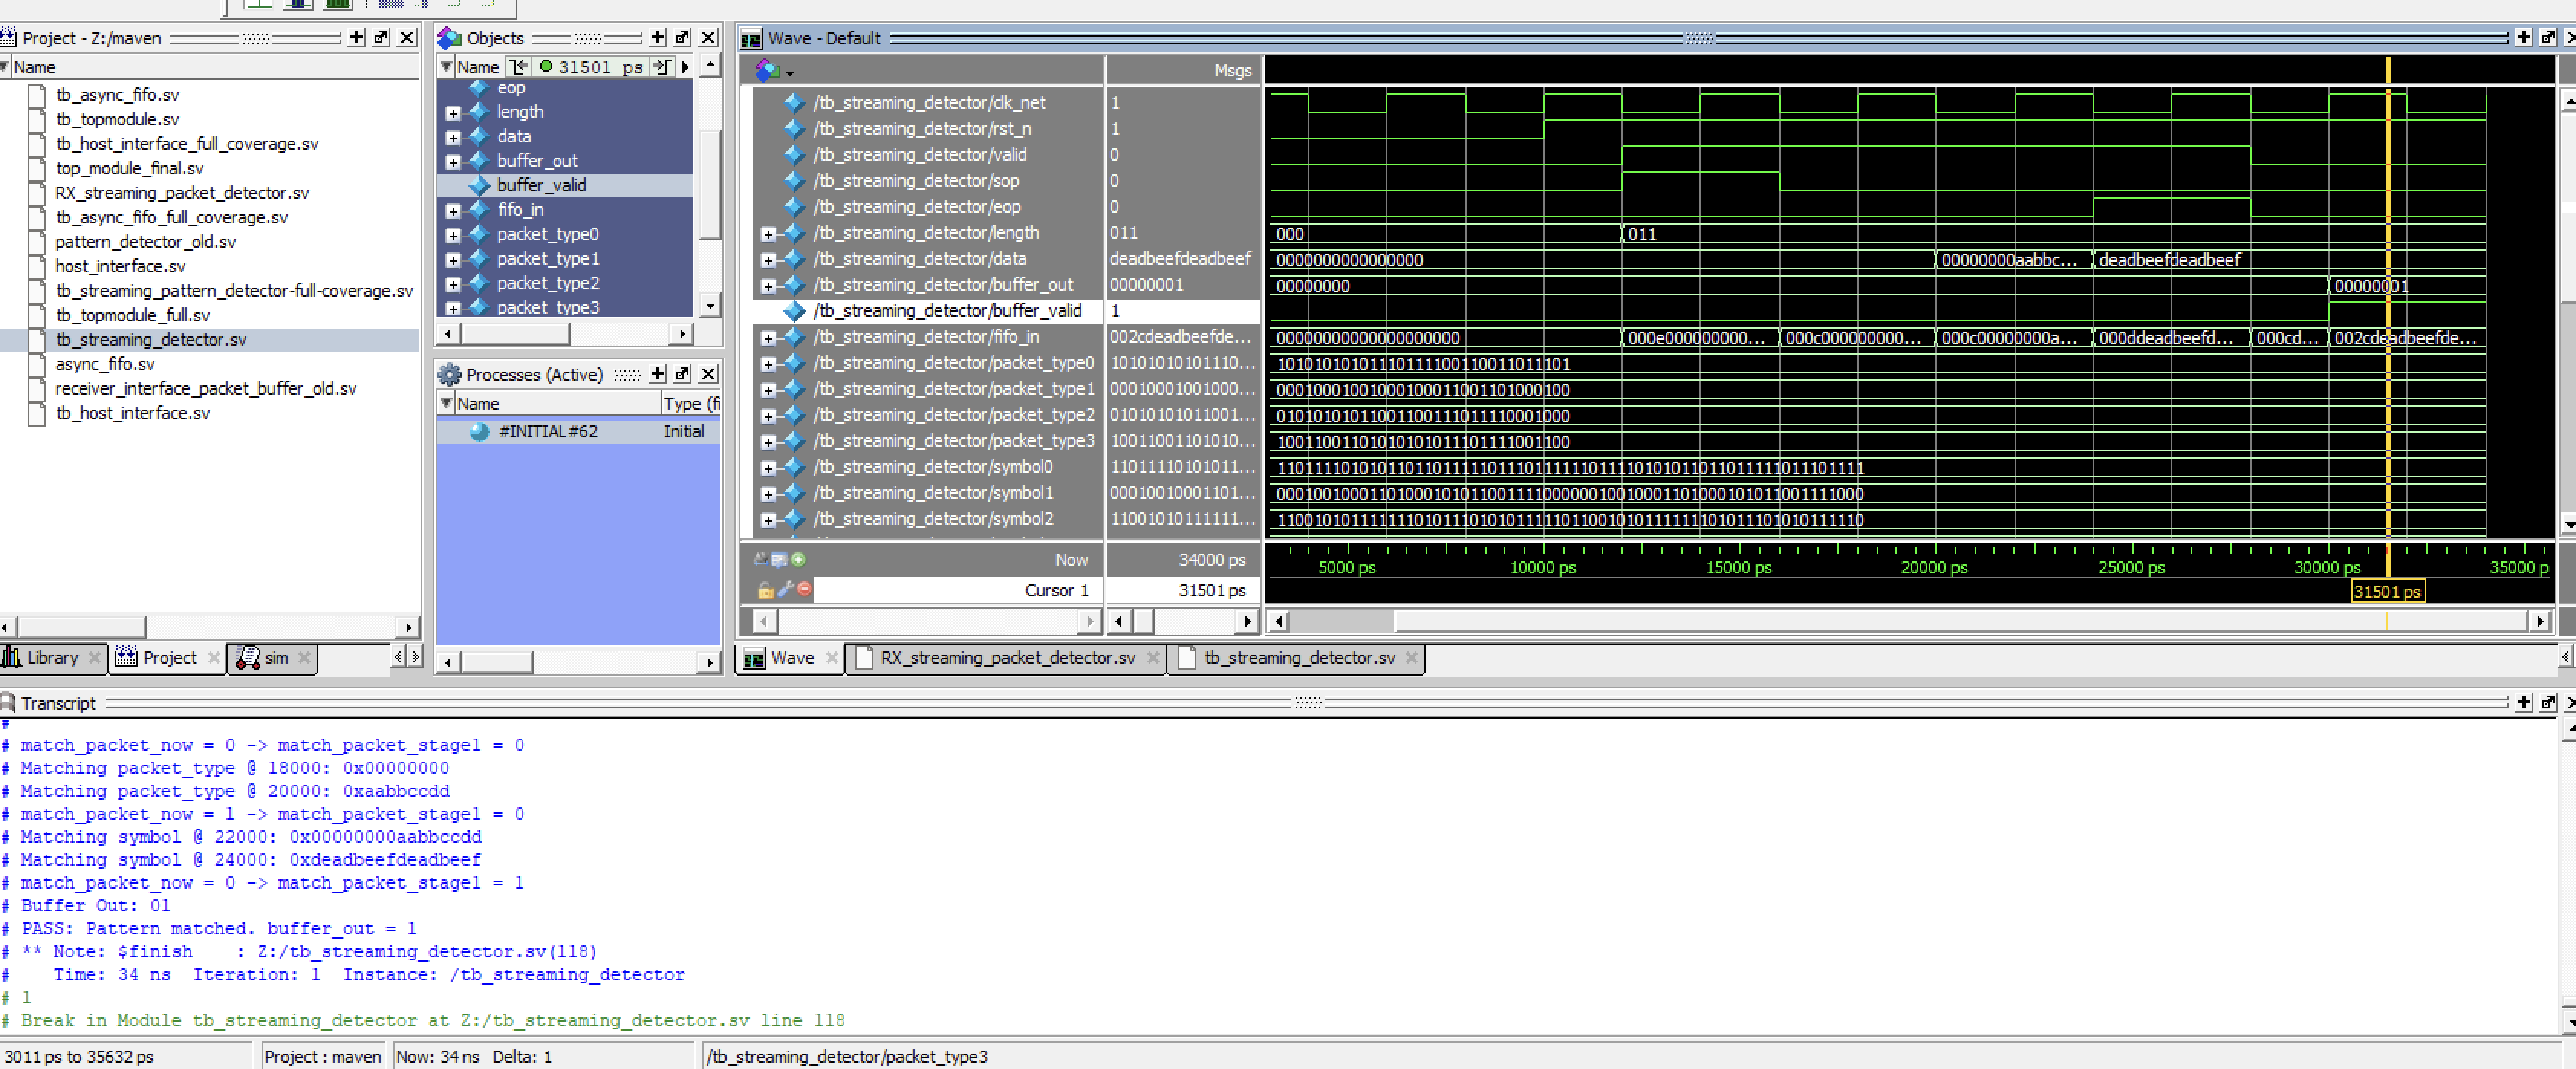 Project - Z:/maven
Name
tb_async_fifo.sv
tb_topmodule.sv
tb_host_interface_full_coverage.sv
top_module_final.sv
RX_streaming_packet_detector.sv
tb_async_fifo_full_coverage.sv
pattern_detector_old.sv
host_interface.sv
tb_streaming_pattern_detector-full-coverage.sv
tb_topmodule_full.sv
tb_streaming_detector.sv
async_fifo.sv
receiver_interface_packet_buffer_old.sv
tb_host_interface.sv
Library
Project
sim
Objects
Name 31501 ps
eop
length
data
buffer_out
buffer_valid
fifo_in
packet_type0
packet_type1
packet_type2
packet_type3
Processes (Active)
Name Type (fi
#INITIAL#62 Initial
Wave - Default
Msgs
/tb_streaming_detector/clk_net 1
/tb_streaming_detector/rst_n 1
/tb_streaming_detector/valid 0
/tb_streaming_detector/sop 0
/tb_streaming_detector/eop 0
/tb_streaming_detector/length 011 000 011
/tb_streaming_detector/data deadbeefdeadbeef 0000000000000000 00000000aabbc... deadbeefdeadbeef
/tb_streaming_detector/buffer_out 00000001 00000000 00000001
/tb_streaming_detector/buffer_valid 1
/tb_streaming_detector/fifo_in 002cdeadbeefde... 00000000000000000000 000e000000000... 000c000000000... 000c00000000a... 000ddeadbeefd... 000cd... 002cdeadbeefde...
/tb_streaming_detector/packet_type0 10101010101110... 10101010101110111100110011011101
/tb_streaming_detector/packet_type1 00010001001000... 00010001001000100011001101000100
/tb_streaming_detector/packet_type2 01010101011001... 01010101011001100111011110001000
/tb_streaming_detector/packet_type3 10011001101010... 10011001101010101011101111001100
/tb_streaming_detector/symbol0 11011110101011... 1101111010101101101111101110111111011110101011011011111011101111
/tb_streaming_detector/symbol1 00010010001101... 0001001000110100010101100111100000010010001101000101011001111000
/tb_streaming_detector/symbol2 11001010111111... 1100101011111110101110101011111011001010111111101011101010111110
Now 34000 ps
Cursor 1 31501 ps
5000 ps 10000 ps 15000 ps 20000 ps 25000 ps 30000 ps 35000 p
31501 ps
Wave
RX_streaming_packet_detector.sv
tb_streaming_detector.sv
Transcript
#
# match_packet_now = 0 -> match_packet_stage1 = 0
# Matching packet_type @ 18000: 0x00000000
# Matching packet_type @ 20000: 0xaabbccdd
# match_packet_now = 1 -> match_packet_stage1 = 0
# Matching symbol @ 22000: 0x00000000aabbccdd
# Matching symbol @ 24000: 0xdeadbeefdeadbeef
# match_packet_now = 0 -> match_packet_stage1 = 1
# Buffer Out: 01
# PASS: Pattern matched. buffer_out = 1
# ** Note: $finish : Z:/tb_streaming_detector.sv(118)
# Time: 34 ns Iteration: 1 Instance: /tb_streaming_detector
# 1
# Break in Module tb_streaming_detector at Z:/tb_streaming_detector.sv line 118
3011 ps to 35632 ps
Project : maven
Now: 34 ns Delta: 1
/tb_streaming_detector/packet_type3